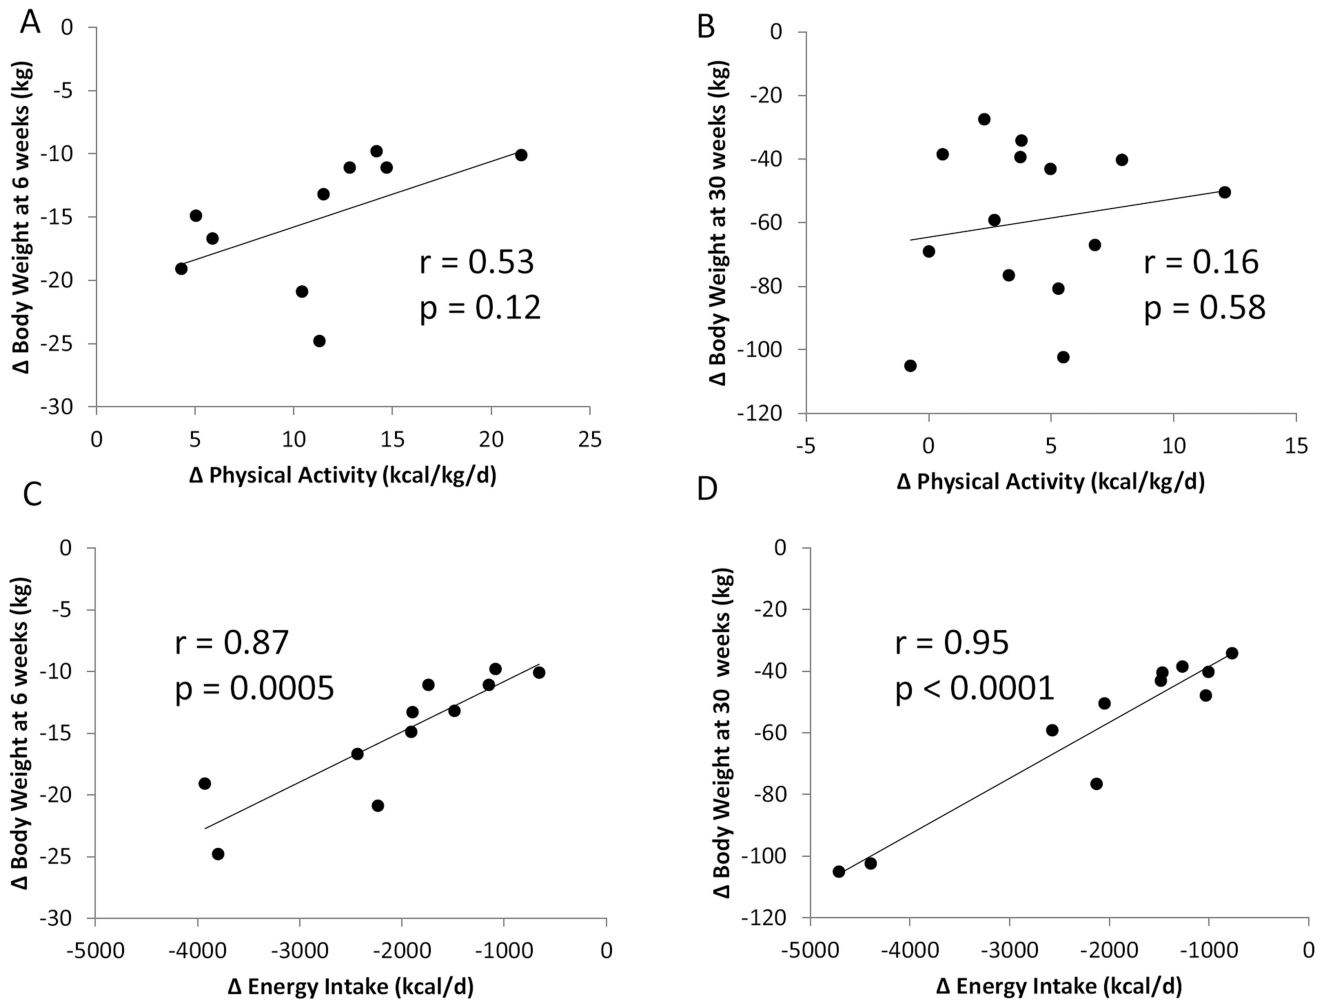 A
Δ Body Weight at 6 weeks (kg)
0
-5
-10
-15
-20
-25
-30
r = 0.53
p = 0.12
0 5 10 15 20 25
Δ Physical Activity (kcal/kg/d)
B
Δ Body Weight at 30 weeks (kg)
0
-20
-40
-60
-80
-100
-120
r = 0.16
p = 0.58
-5 0 5 10 15
Δ Physical Activity (kcal/kg/d)
C
Δ Body Weight at 6 weeks (kg)
0
-5
-10
-15
-20
-25
-30
r = 0.87
p = 0.0005
-5000 -4000 -3000 -2000 -1000 0
Δ Energy Intake (kcal/d)
D
Δ Body Weight at 30 weeks (kg)
0
-20
-40
-60
-80
-100
-120
r = 0.95
p < 0.0001
-5000 -4000 -3000 -2000 -1000 0
Δ Energy Intake (kcal/d)